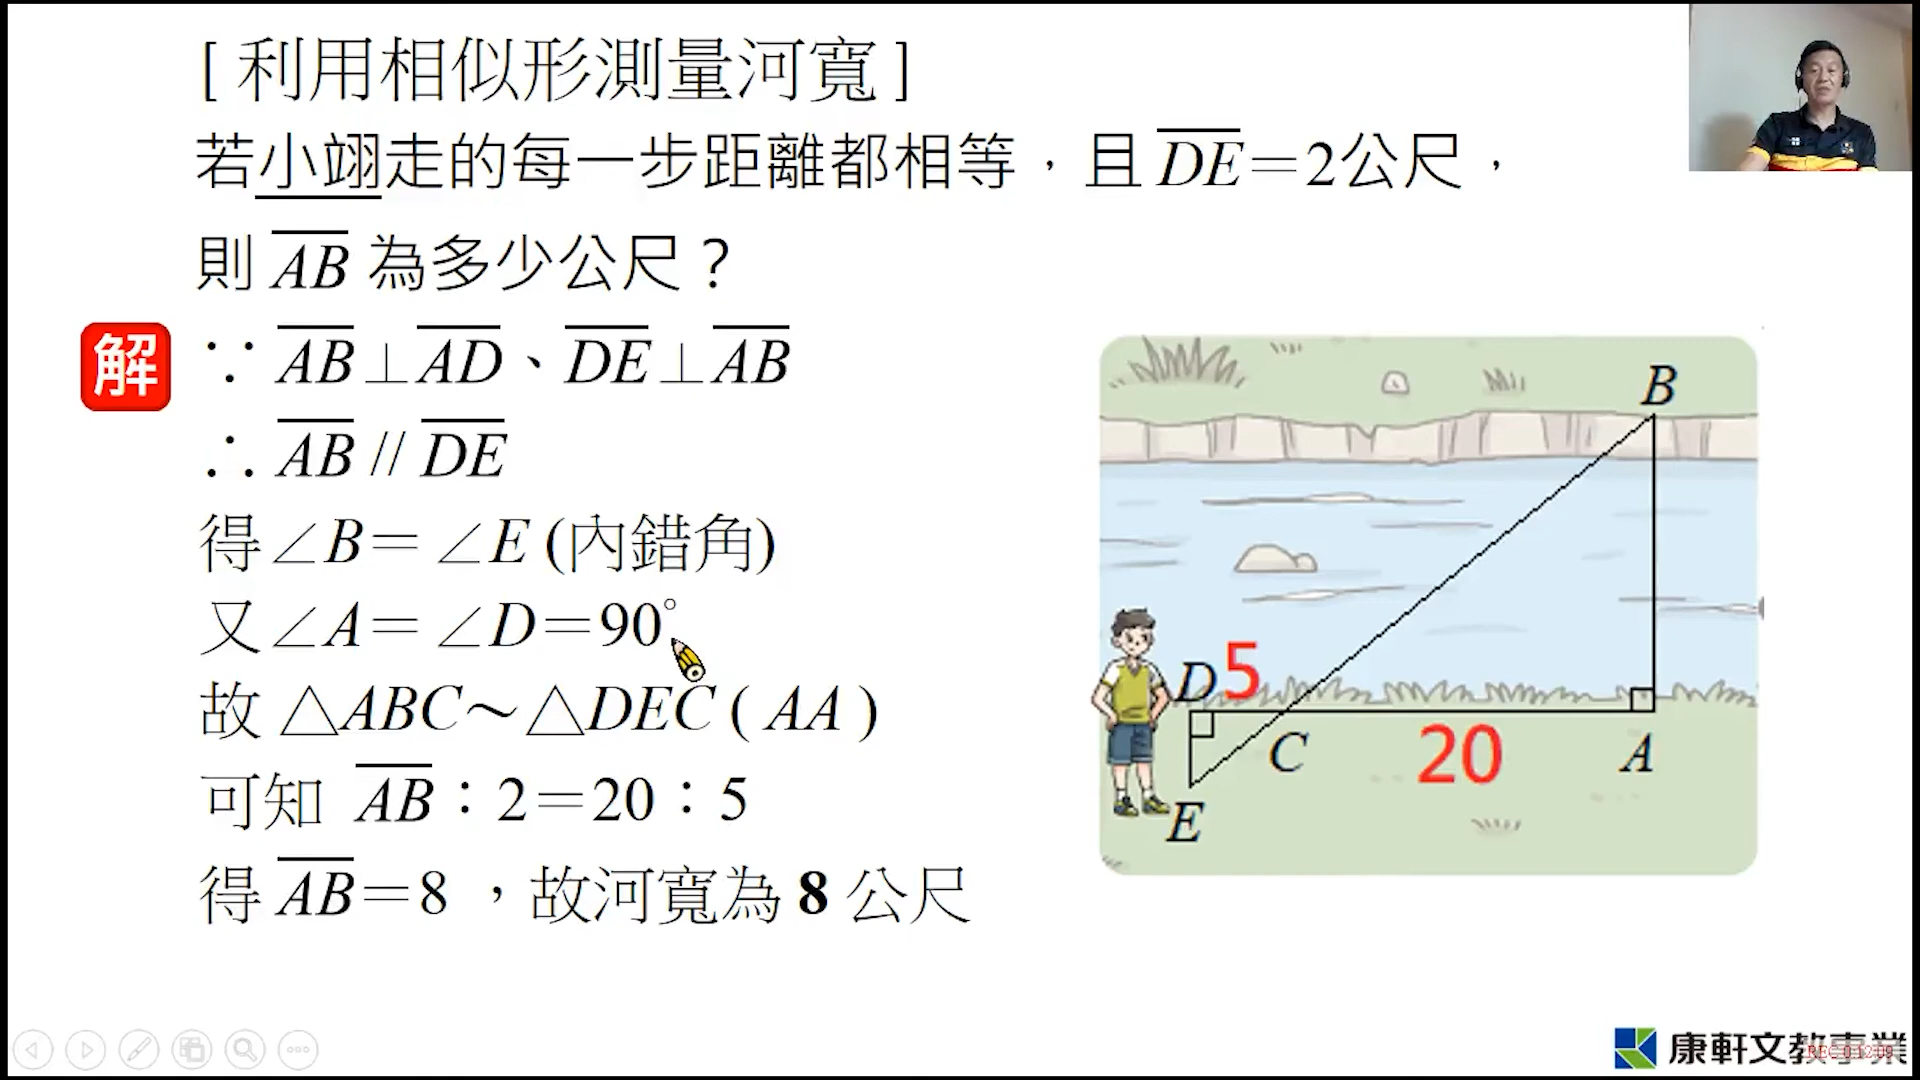 [ 利用相似形測量河寬 ]
若小翊走的每一步距離都相等，且 DE＝2公尺，
則 AB 為多少公尺？
解
∵ AB⊥AD、DE⊥AB
∴ AB // DE
得∠B＝∠E (內錯角)
又∠A＝∠D＝90°
故 △ABC～△DEC ( AA )
可知 AB：2＝20：5
得 AB＝8 ，故河寬為 8 公尺
B
D 5
C 20 A
E
康軒文教事業